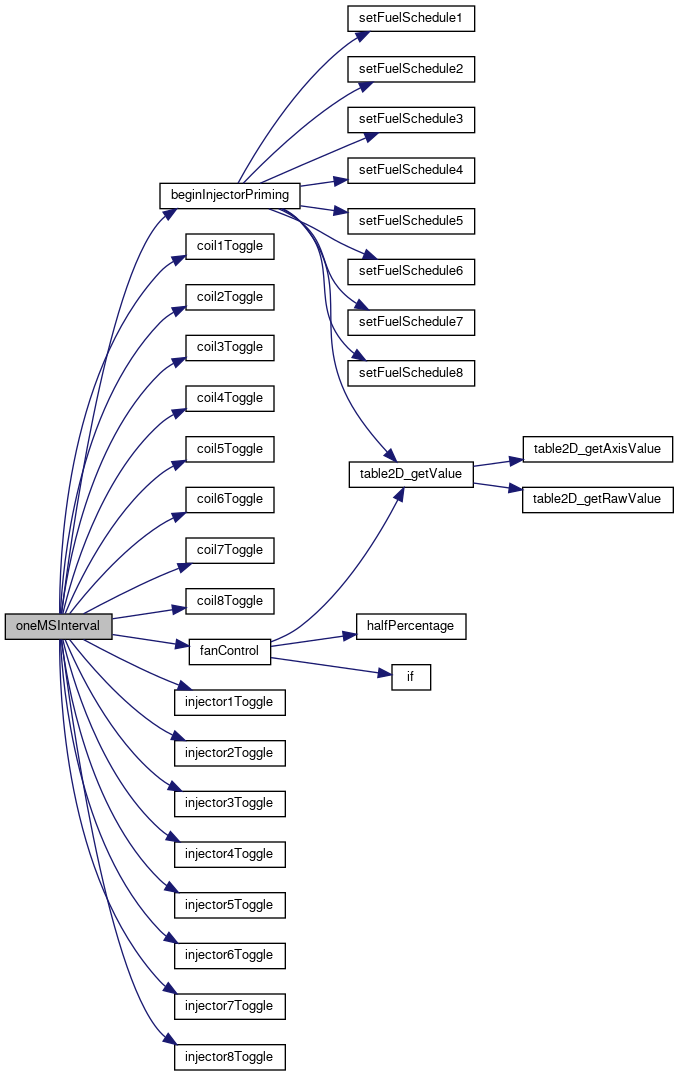 setFuelSchedule1
setFuelSchedule2
setFuelSchedule3
setFuelSchedule4
beginInjectorPriming
setFuelSchedule5
coil1Toggle
setFuelSchedule6
coil2Toggle
setFuelSchedule7
coil3Toggle
setFuelSchedule8
coil4Toggle
coil5Toggle
table2D_getAxisValue
table2D_getValue
coil6Toggle
table2D_getRawValue
coil7Toggle
coil8Toggle
oneMSInterval
halfPercentage
fanControl
if
injector1Toggle
injector2Toggle
injector3Toggle
injector4Toggle
injector5Toggle
injector6Toggle
injector7Toggle
injector8Toggle